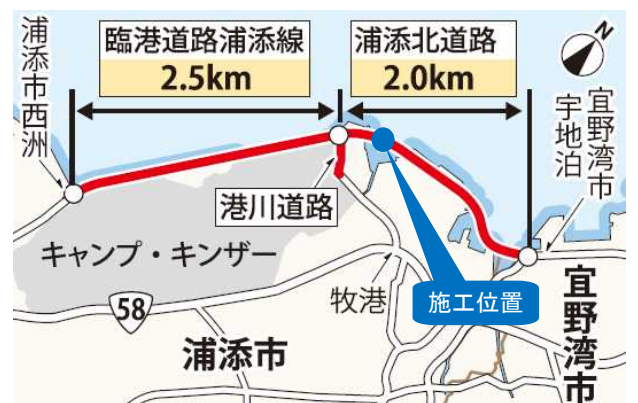 臨港道路浦添線
2.5km
浦添北道路
2.0km
N
浦添市西洲
宜野湾市
宇地泊
港川道路
キャンプ・キンザー
牧港
施工位置
58
浦添市
宜野湾市